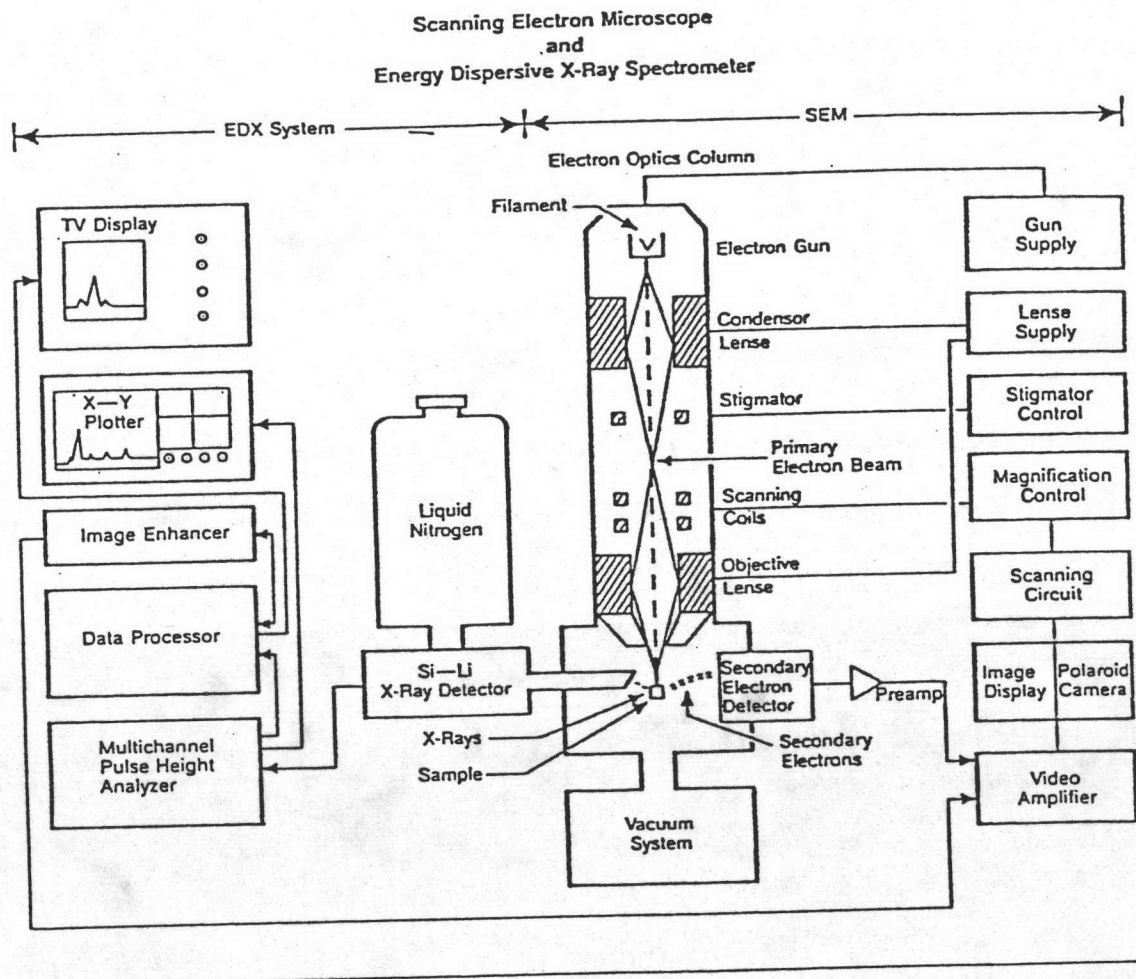 Scanning Electron Microscope
and
Energy Dispersive X-Ray Spectrometer
EDX System
SEM
Electron Optics Column
Filament
Electron Gun
Gun
Supply
TV Display
Condensor
Lense
Lense
Supply
X—Y
Plotter
Stigmator
Stigmator
Control
Primary
Electron Beam
Magnification
Control
Scanning
Coils
Liquid
Nitrogen
Image Enhancer
Objective
Lense
Scanning
Circuit
Data Processor
Si—Li
X-Ray Detector
Secondary
Electron
Detector
Preamp
Image
Display
Polaroid
Camera
X-Rays
Sample
Secondary
Electrons
Multichannel
Pulse Height
Analyzer
Video
Amplifier
Vacuum
System